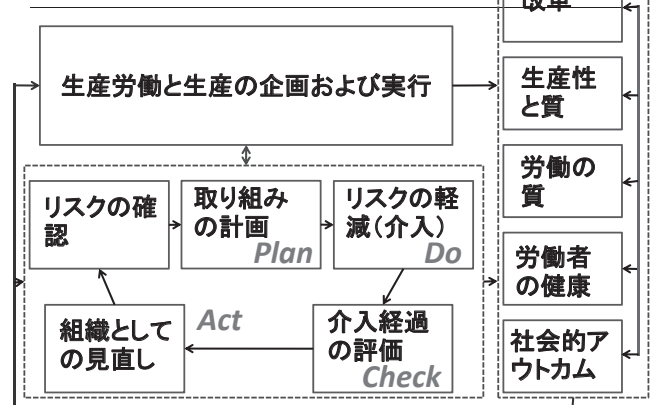 改革
生産労働と生産の企画および実行
生産性
と質
労働の
質
リスクの確
認
取り組み
の計画
Plan
リスクの軽
減（介入）
Do
労働者
の健康
組織として
の見直し
Act
介入経過
の評価
Check
社会的ア
ウトカム